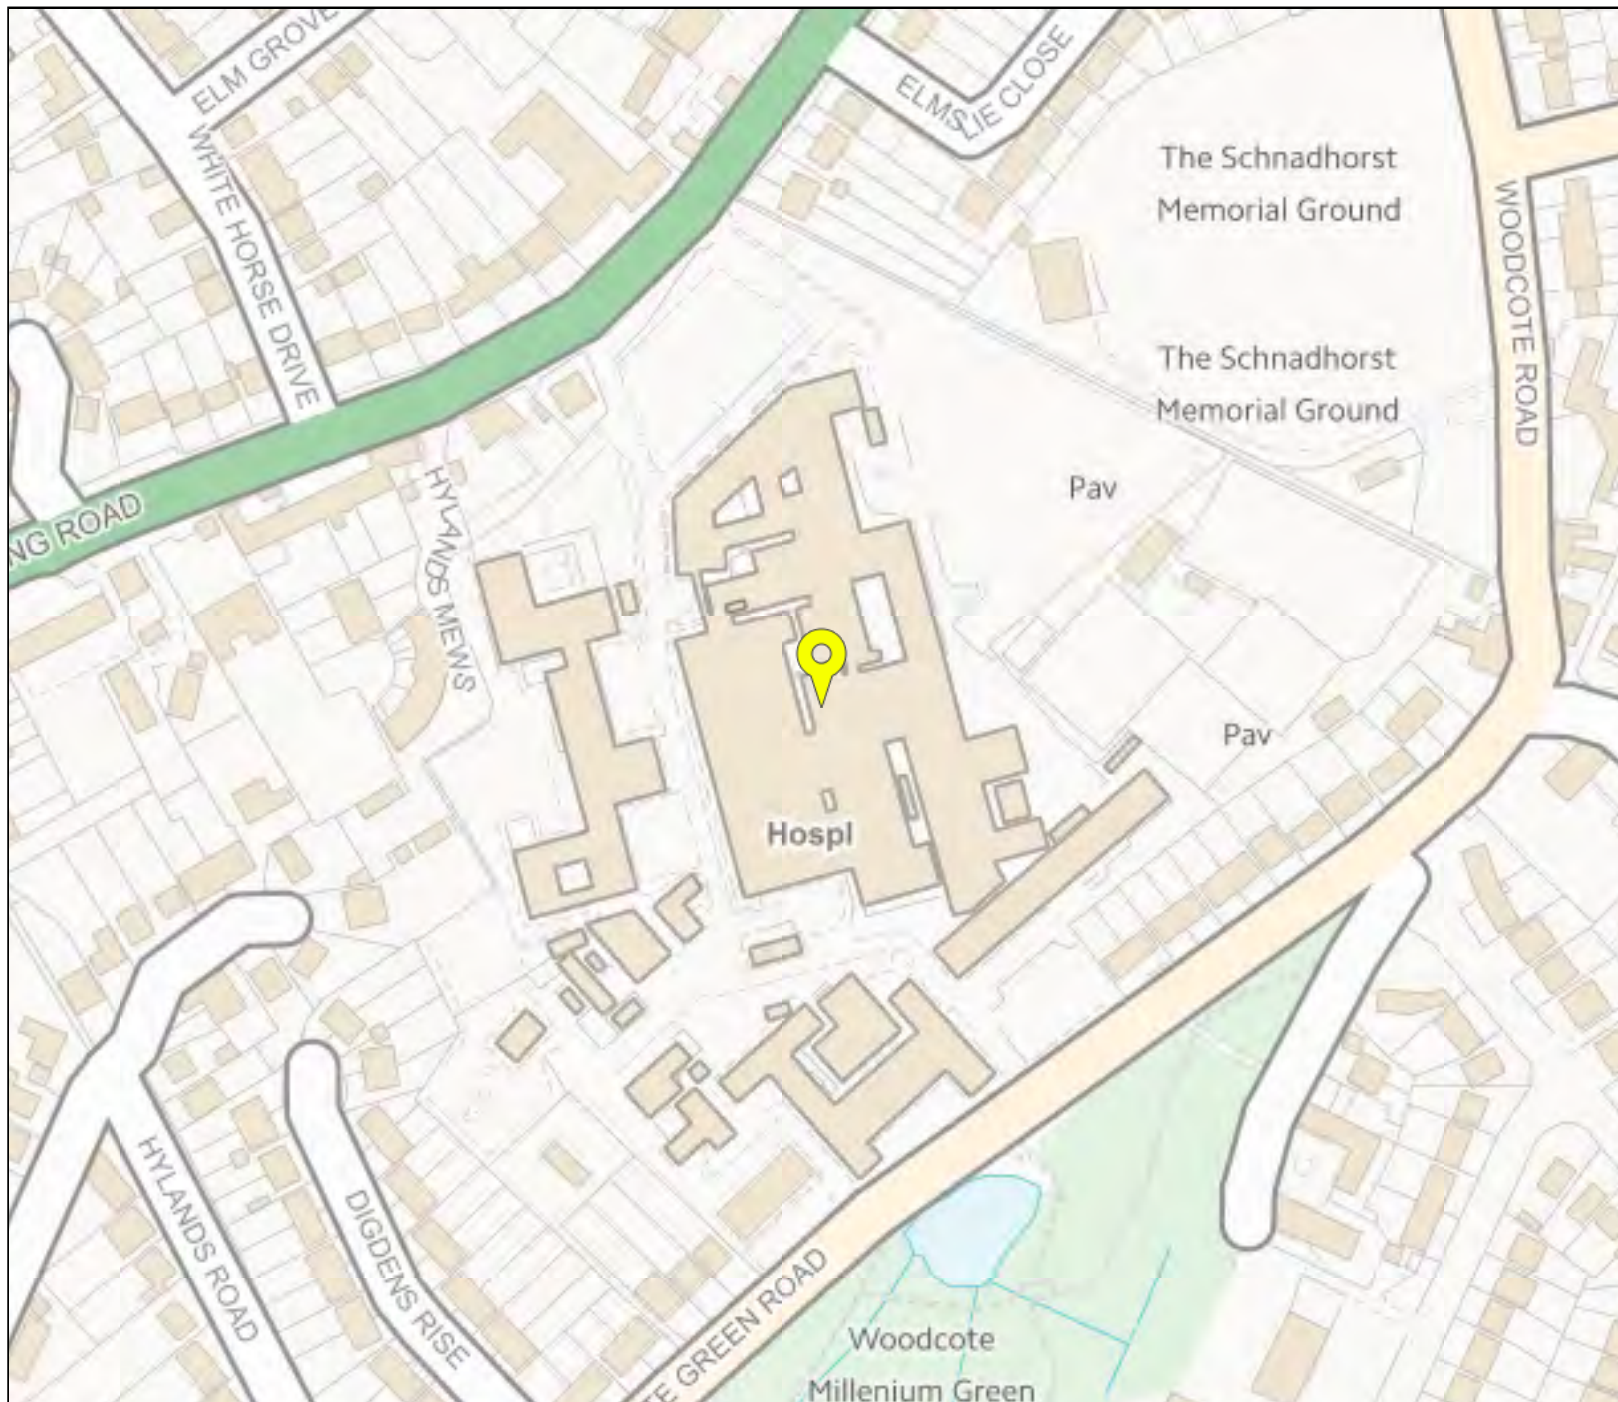 ELM GROVE
ELMSLIE CLOSE
WHITE HORSE DRIVE
The Schnadhorst
Memorial Ground
WOODCOTE ROAD
The Schnadhorst
Memorial Ground
Pav
NG ROAD
HYLANDS MEWS
Pav
Hospl
HYLANDS ROAD
DIGDENS RISE
TE GREEN ROAD
Woodcote
Millenium Green